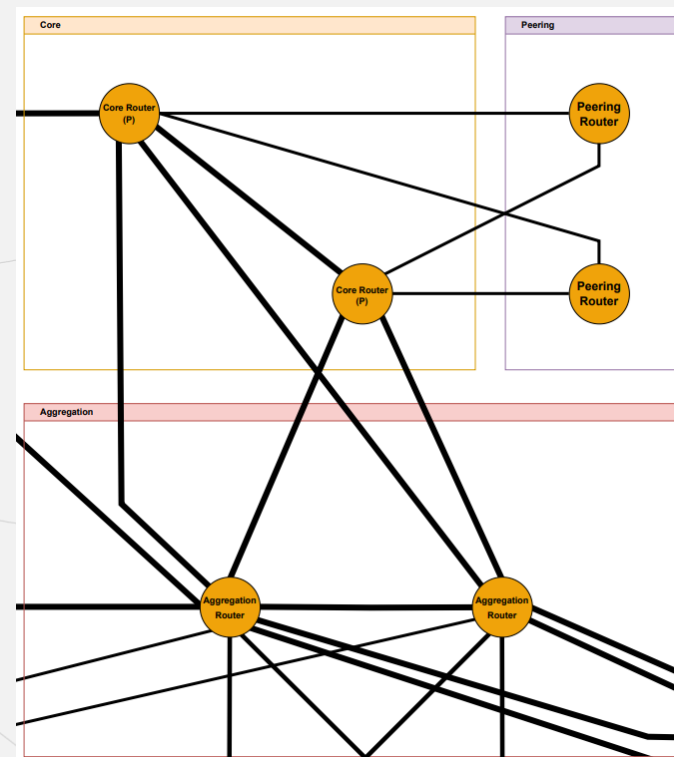 Core
Peering
Core Router
(P)
Peering
Router
Core Router
(P)
Peering
Router
Aggregation
Aggregation
Router
Aggregation
Router